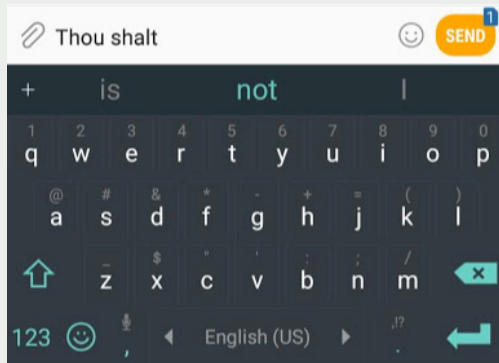 Thou shalt SEND 1
+ is not I
1 2 3 4 5 6 7 8 9 0
q w e r t y u i o p
@ # & * - + = ( )
a s d f g h j k l
_ $ " ' : ; /
z x c v b n m
123 , English (US) ,!? .